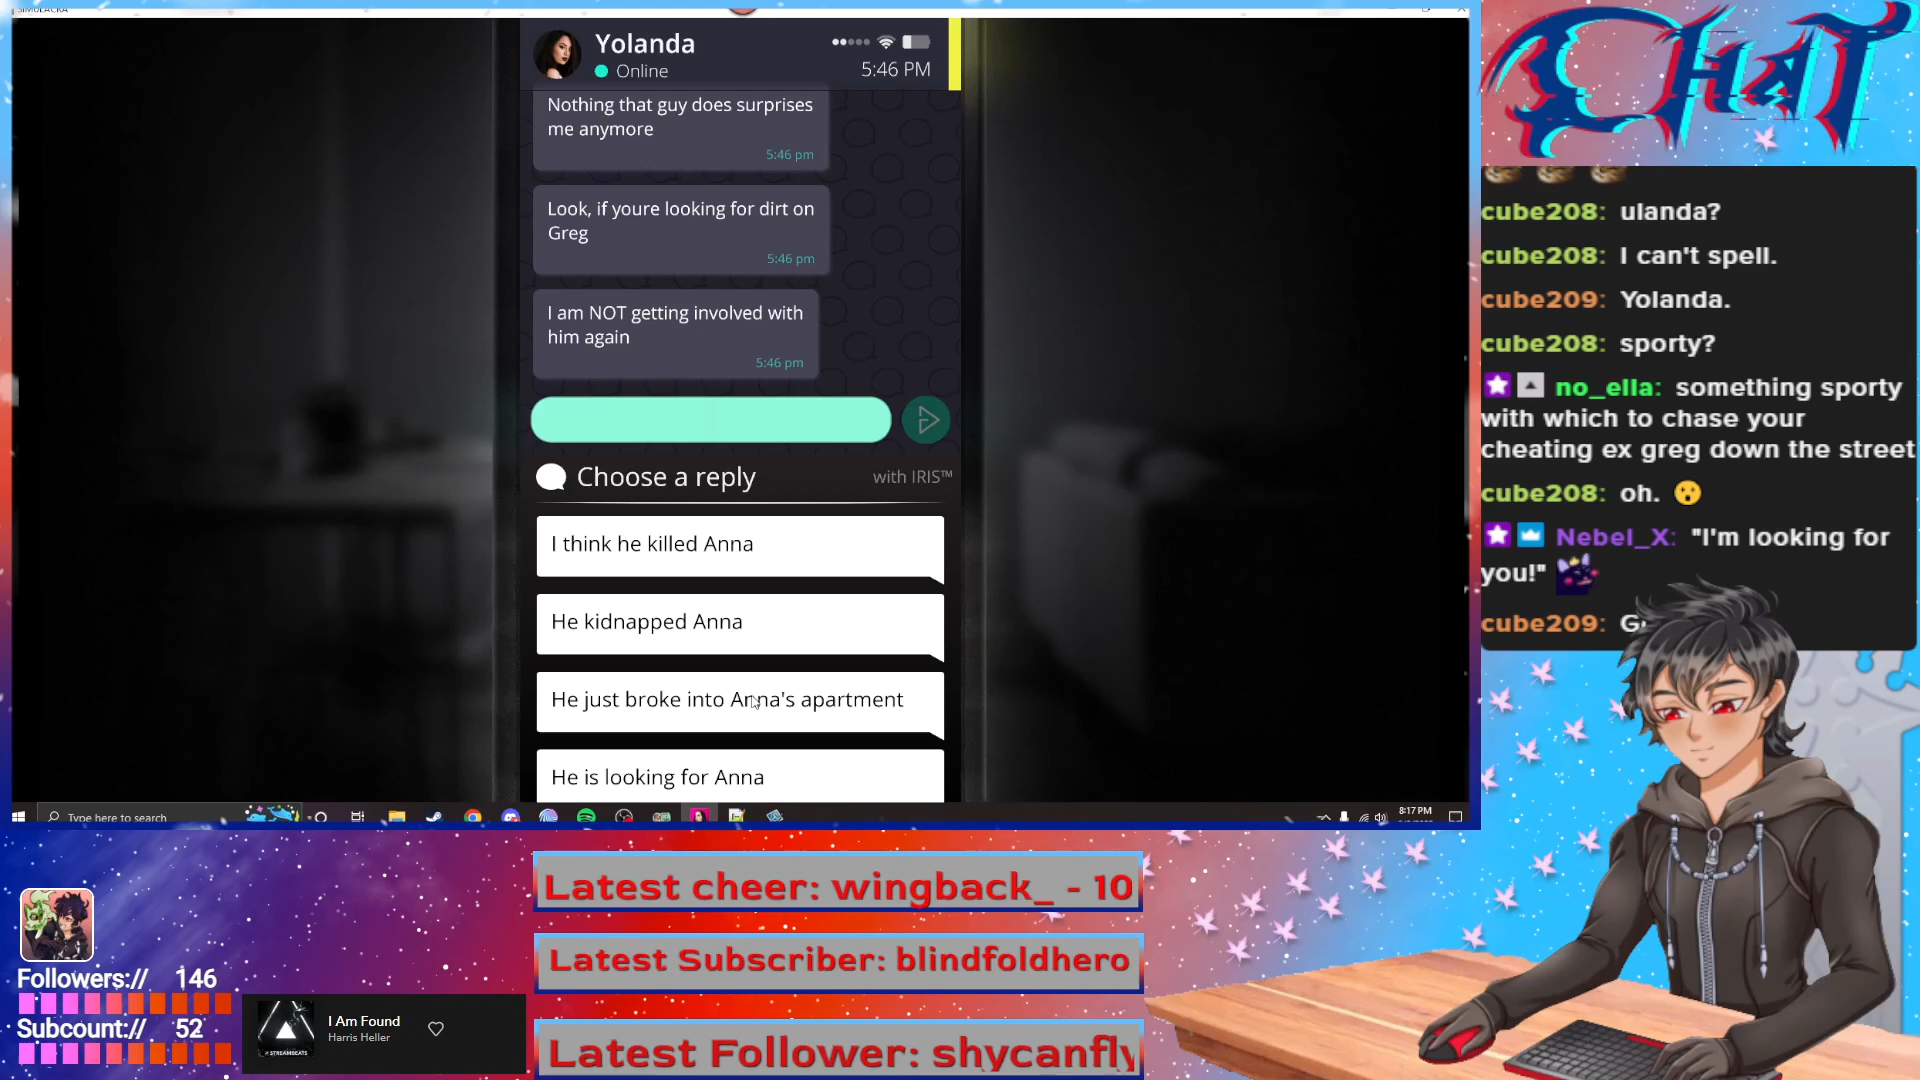 SIMULACRA
Yolanda
Online
5:46 PM
Nothing that guy does surprises
me anymore
5:46 pm
Look, if youre looking for dirt on
Greg
5:46 pm
I am NOT getting involved with
him again
5:46 pm
Choose a reply
with IRIS™
I think he killed Anna
He kidnapped Anna
He just broke into Anna's apartment
He is looking for Anna
Type here to search
8:17 PM
CHAT
cube208: ulanda?
cube208: I can't spell.
cube209: Yolanda.
cube208: sporty?
no_ella: something sporty
with which to chase your
cheating ex greg down the street
cube208: oh. 😮
Nebel_X: "I'm looking for
you!"
cube209:
Latest cheer: wingback_ - 10
Latest Subscriber: blindfoldhero
Latest Follower: shycanfly
Followers:// 146
Subcount:// 52
I Am Found
Harris Heller
STREAMBEATS